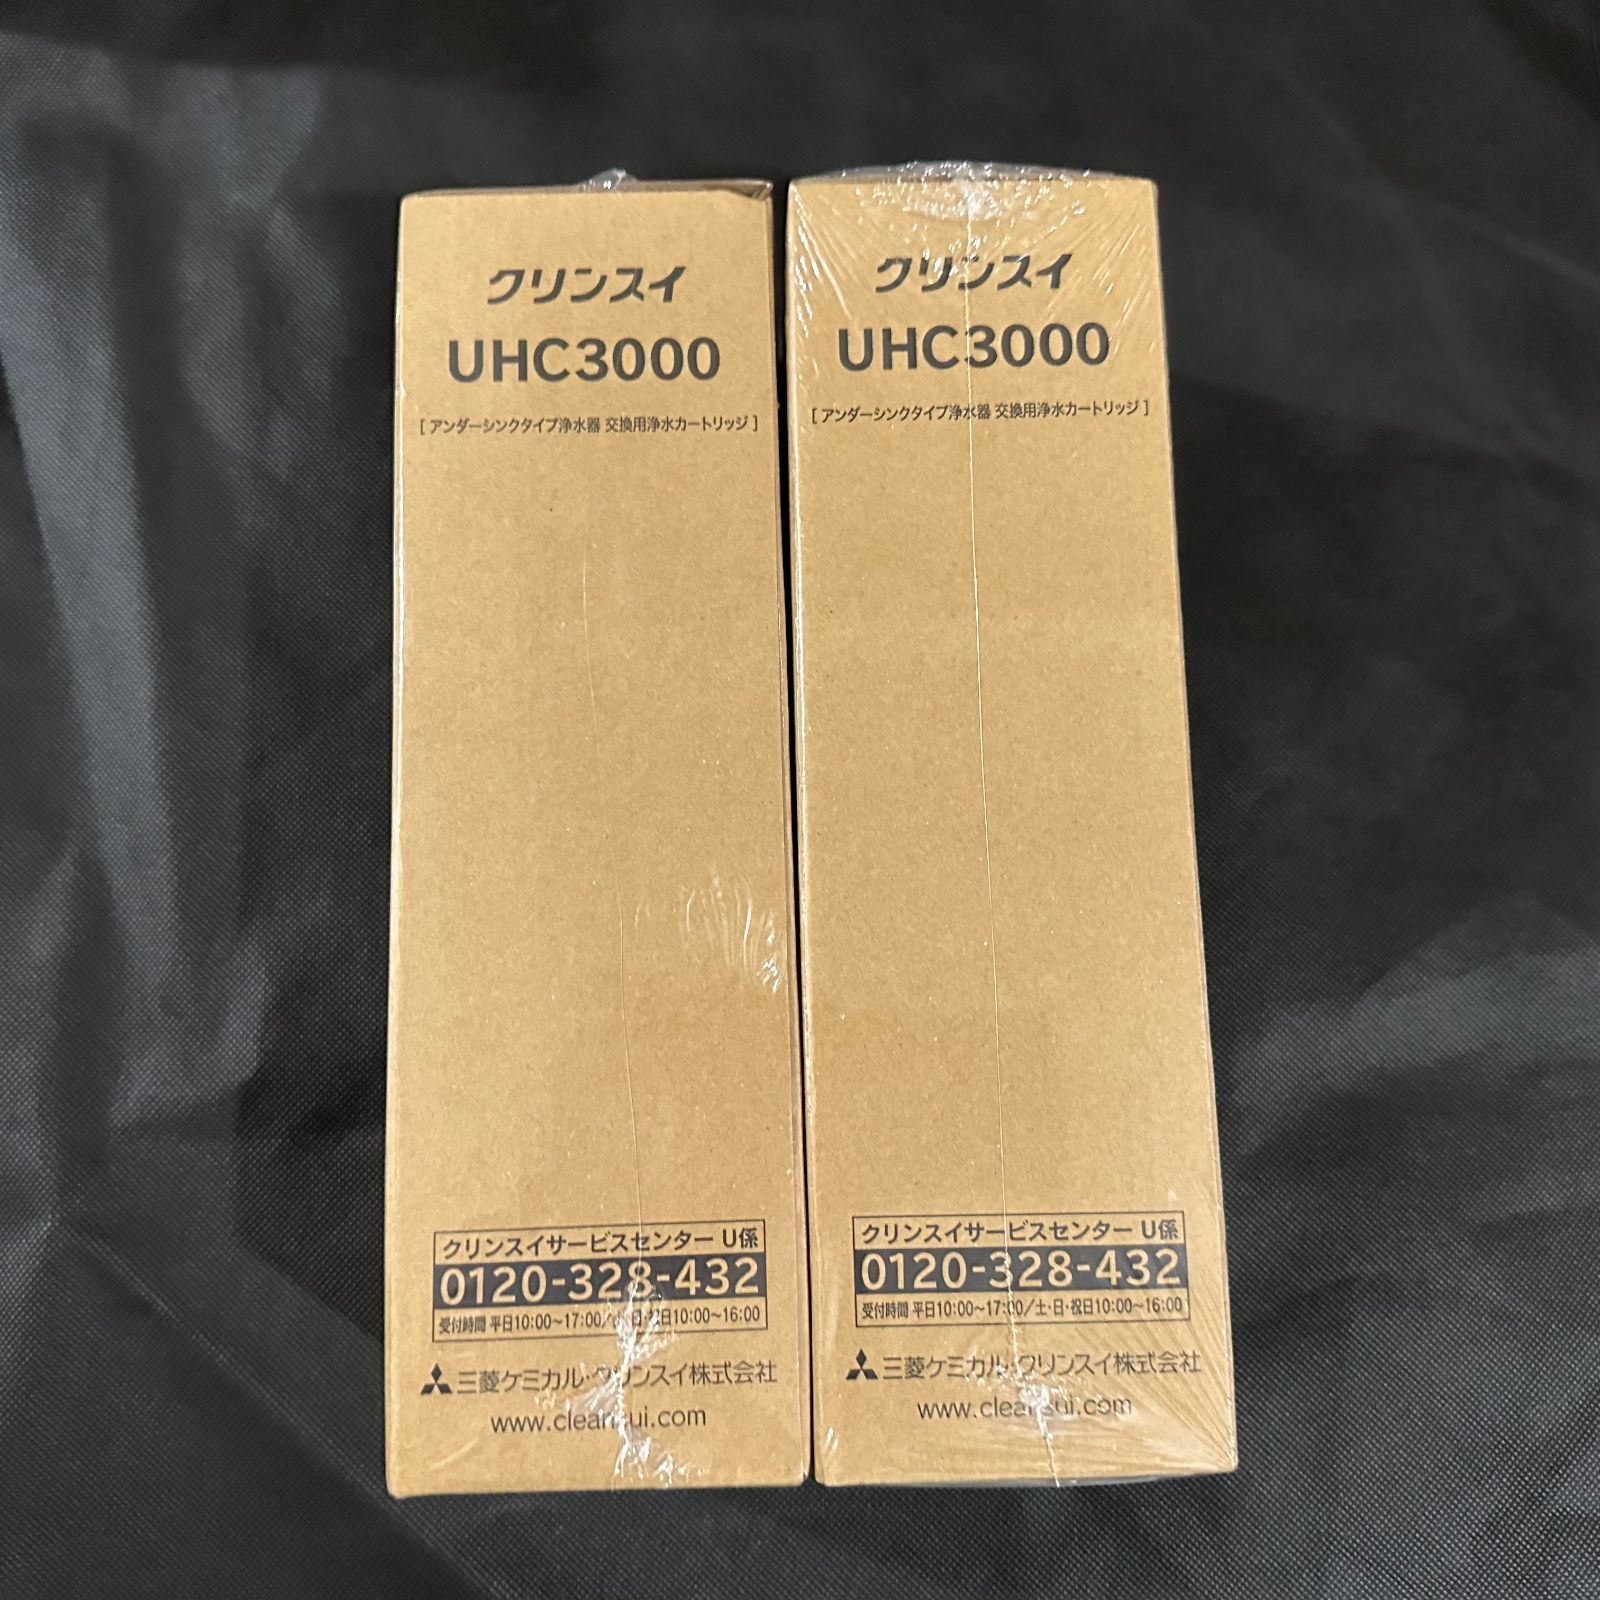 クリンスイ
UHC3000
[ アンダーシンクタイプ浄水器 交換用浄水カートリッジ ]
クリンスイサービスセンター U係
0120-328-432
受付時間 平日10:00~17:00/土・日・祝日10:00~16:00
三菱ケミカル・クリンスイ株式会社
www.cleansui.com
クリンスイ
UHC3000
[ アンダーシンクタイプ浄水器 交換用浄水カートリッジ ]
クリンスイサービスセンター U係
0120-328-432
受付時間 平日10:00~17:00/土・日・祝日10:00~16:00
三菱ケミカル・クリンスイ株式会社
www.cleansui.com